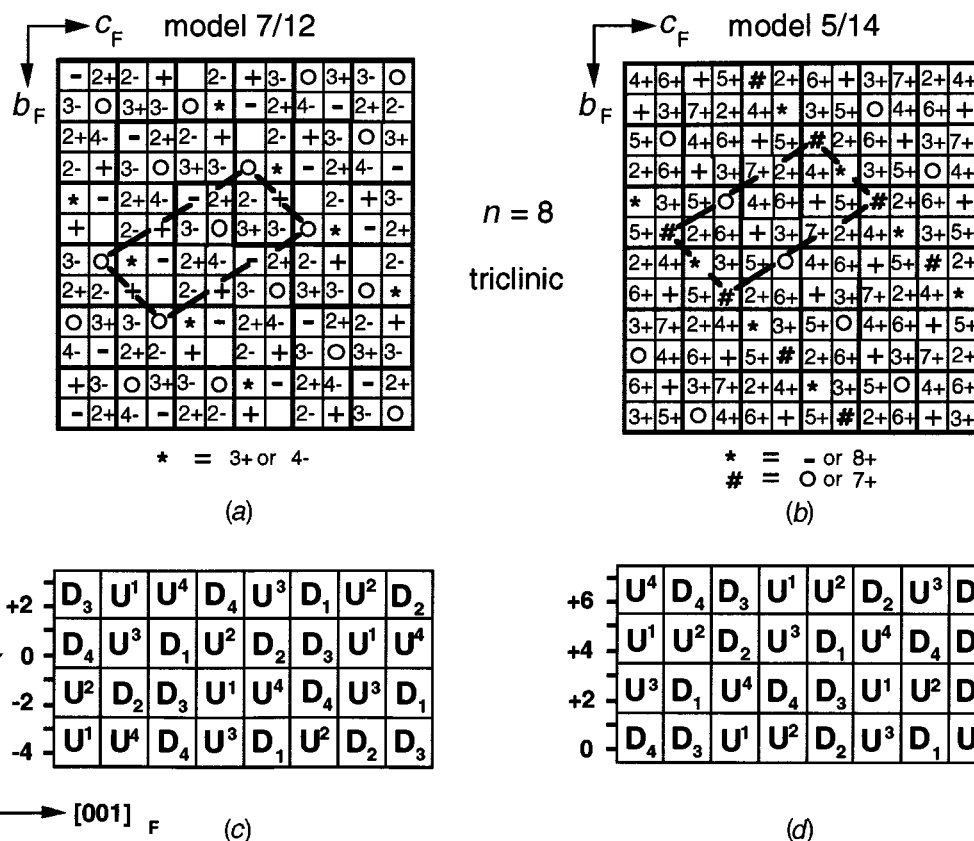 c_F model 7/12
b_F
- 2+ 2- + 2- + 3- O 3+ 3- O
3- O 3+ 3- O * - 2+ 4- - 2+ 2-
2+ 4- - 2+ 2- + 2- + 3- O 3+
2- + 3- O 3+ 3- O * - 2+ 4- -
* - 2+ 4- - 2+ 2- + 2- + 3-
+ 2- + 3- O 3+ 3- O * - 2+
3- O * - 2+ 4- - 2+ 2- + 2-
2+ 2- + 2- + 3- O 3+ 3- O *
O 3+ 3- O * - 2+ 4- - 2+ 2- +
4- - 2+ 2- + 2- + 3- O 3+ 3-
+ 3- O 3+ 3- O * - 2+ 4- - 2+
- 2+ 4- - 2+ 2- + 2- + 3- O
* = 3+ or 4-
(a)
n = 8
triclinic
c_F model 5/14
b_F
4+ 6+ + 5+ # 2+ 6+ + 3+ 7+ 2+ 4+
+ 3+ 7+ 2+ 4+ * 3+ 5+ O 4+ 6+ +
5+ O 4+ 6+ + 5+ # 2+ 6+ + 3+ 7+
2+ 6+ + 3+ 7+ 2+ 4+ * 3+ 5+ O 4+
* 3+ 5+ O 4+ 6+ + 5+ # 2+ 6+ +
5+ # 2+ 6+ + 3+ 7+ 2+ 4+ * 3+ 5+
2+ 4+ * 3+ 5+ O 4+ 6+ + 5+ # 2+
6+ + 5+ # 2+ 6+ + 3+ 7+ 2+ 4+ *
3+ 7+ 2+ 4+ * 3+ 5+ O 4+ 6+ + 5+
O 4+ 6+ + 5+ # 2+ 6+ + 3+ 7+ 2+
6+ + 3+ 7+ 2+ 4+ * 3+ 5+ O 4+ 6+
3+ 5+ O 4+ 6+ + 5+ # 2+ 6+ + 3+
* = - or 8+
# = O or 7+
(b)
+2 D₃ U¹ U⁴ D₄ U³ D₁ U² D₂
0 D₄ U³ D₁ U² D₂ D₃ U¹ U⁴
-2 U² D₂ D₃ U¹ U⁴ D₄ U³ D₁
-4 U¹ U⁴ D₄ U³ D₁ U² D₂ D₃
[001] F
(c)
+6 U⁴ D₄ D₃ U¹ U² D₂ U³ D
+4 U¹ U² D₂ U³ D₁ U⁴ D₄ D
+2 U³ D₁ U⁴ D₄ D₃ U¹ U² D
0 D₄ D₃ U¹ U² D₂ U³ D₁ U
(d)